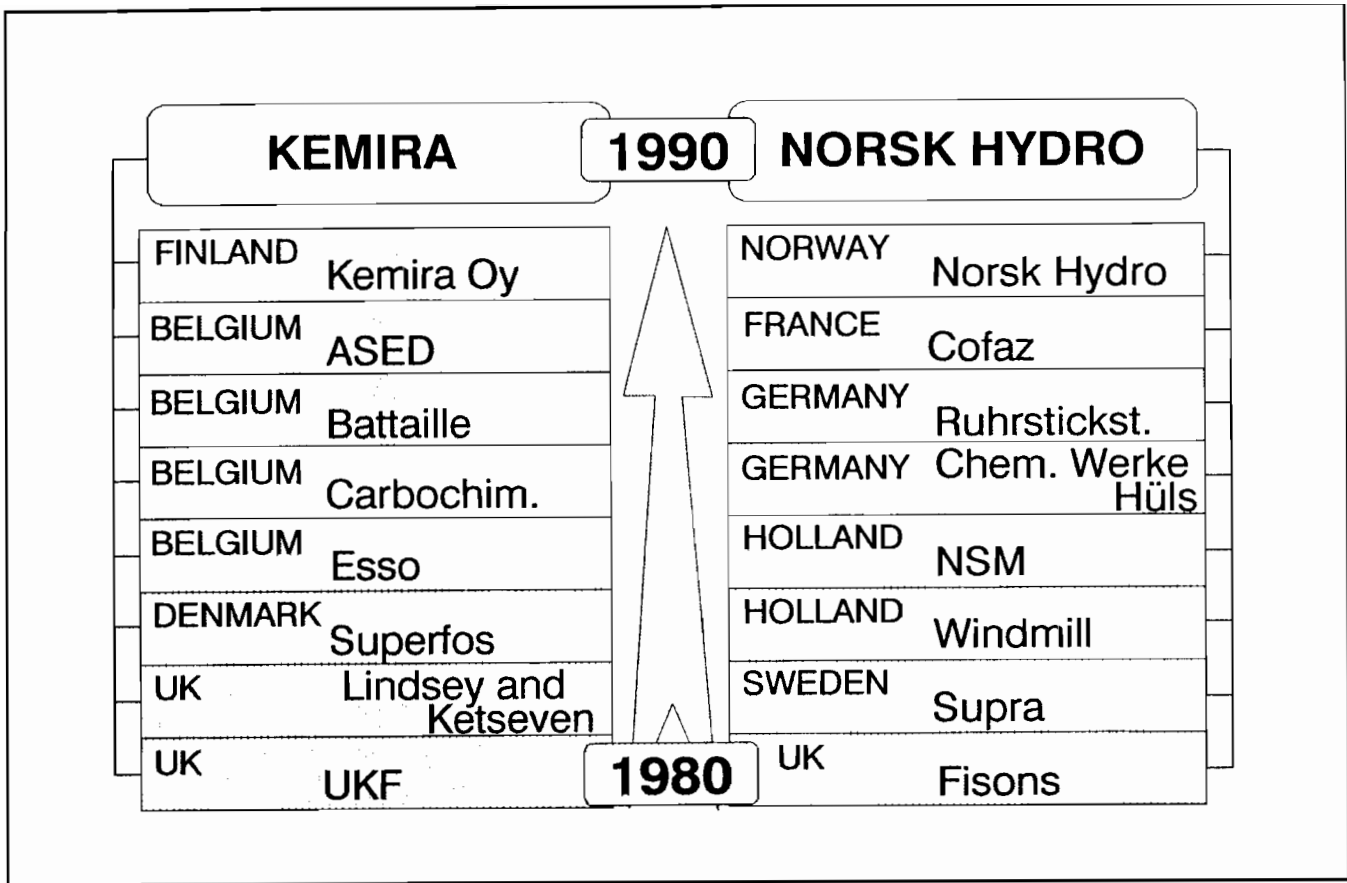 KEMIRA
1990
NORSK HYDRO
FINLAND
Kemira Oy
BELGIUM
ASED
BELGIUM
Battaille
BELGIUM
Carbochim.
BELGIUM
Esso
DENMARK
Superfos
UK
Lindsey and
Ketseven
UK
UKF
1980
NORWAY
Norsk Hydro
FRANCE
Cofaz
GERMANY
Ruhrstickst.
GERMANY
Chem. Werke
Hüls
HOLLAND
NSM
HOLLAND
Windmill
SWEDEN
Supra
UK
Fisons